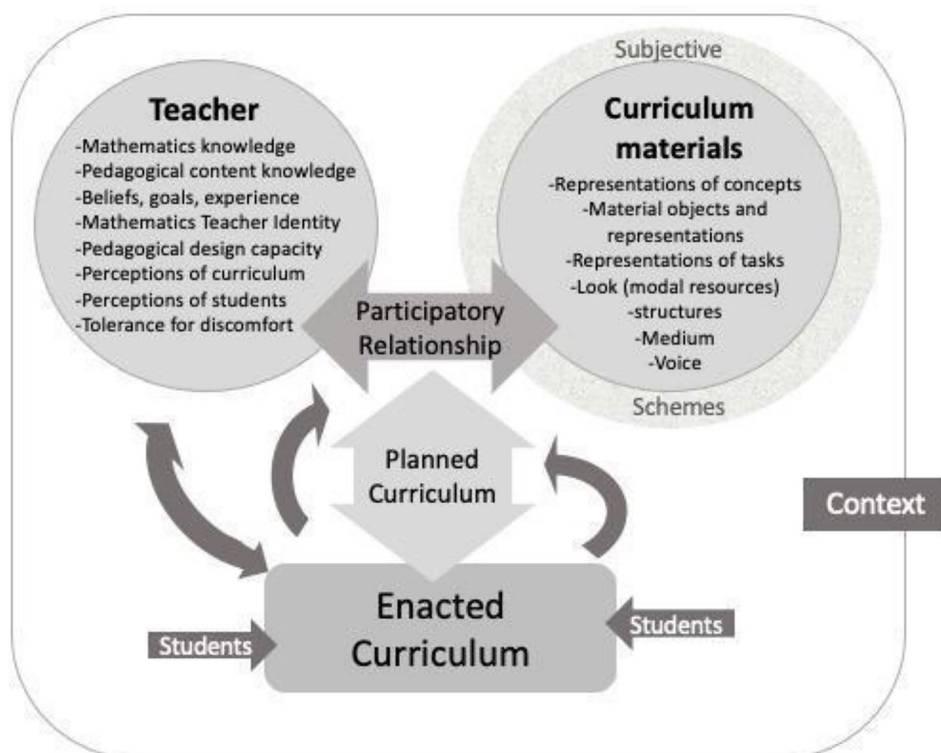 Subjective
Teacher
-Mathematics knowledge
-Pedagogical content knowledge
-Beliefs, goals, experience
-Mathematics Teacher Identity
-Pedagogical design capacity
-Perceptions of curriculum
-Perceptions of students
-Tolerance for discomfort
Curriculum
materials
-Representations of concepts
-Material objects and
representations
-Representations of tasks
-Look (modal resources)
-structures
-Medium
-Voice
Schemes
Participatory
Relationship
Planned
Curriculum
Context
Enacted
Curriculum
Students
Students